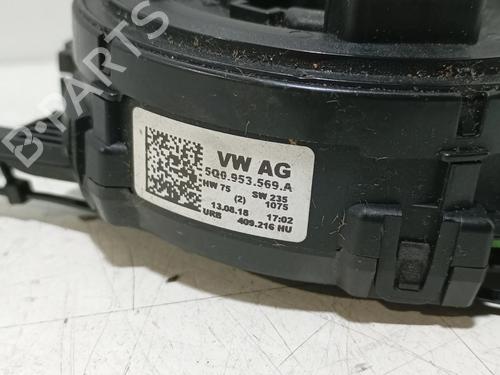 B-PARTS
VW AG
5Q0.953.569.A
HW 75 SW 235
(2) 1075
13.08.18 17:02
URB 409.216 HU